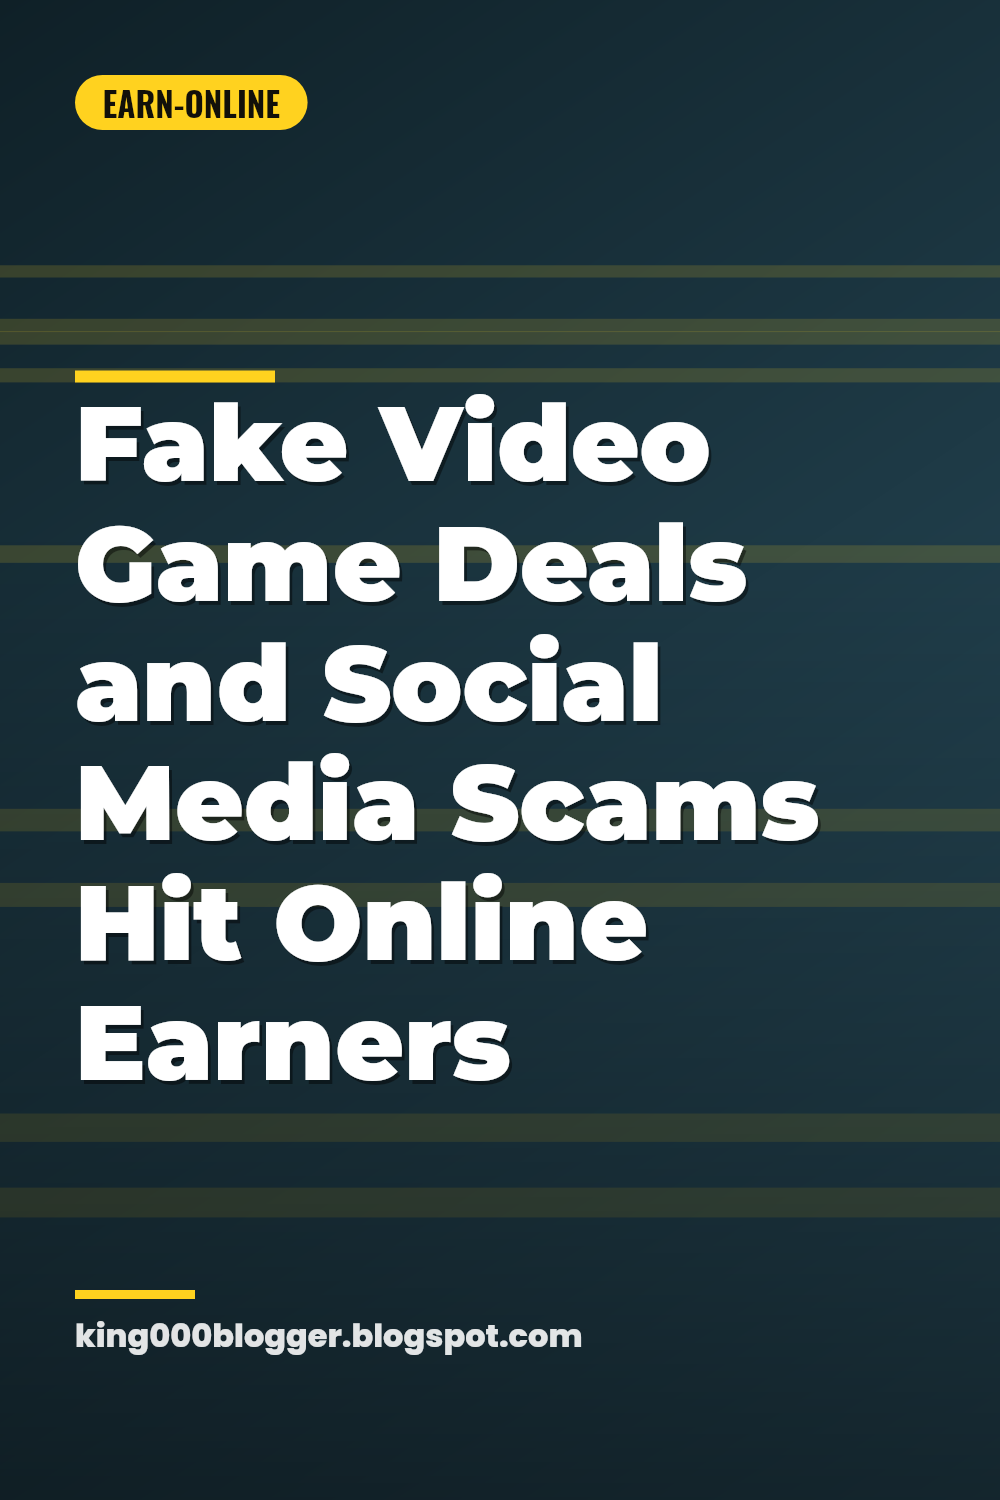 EARN-ONLINE
Fake Video
Game Deals
and Social
Media Scams
Hit Online
Earners
king000blogger.blogspot.com